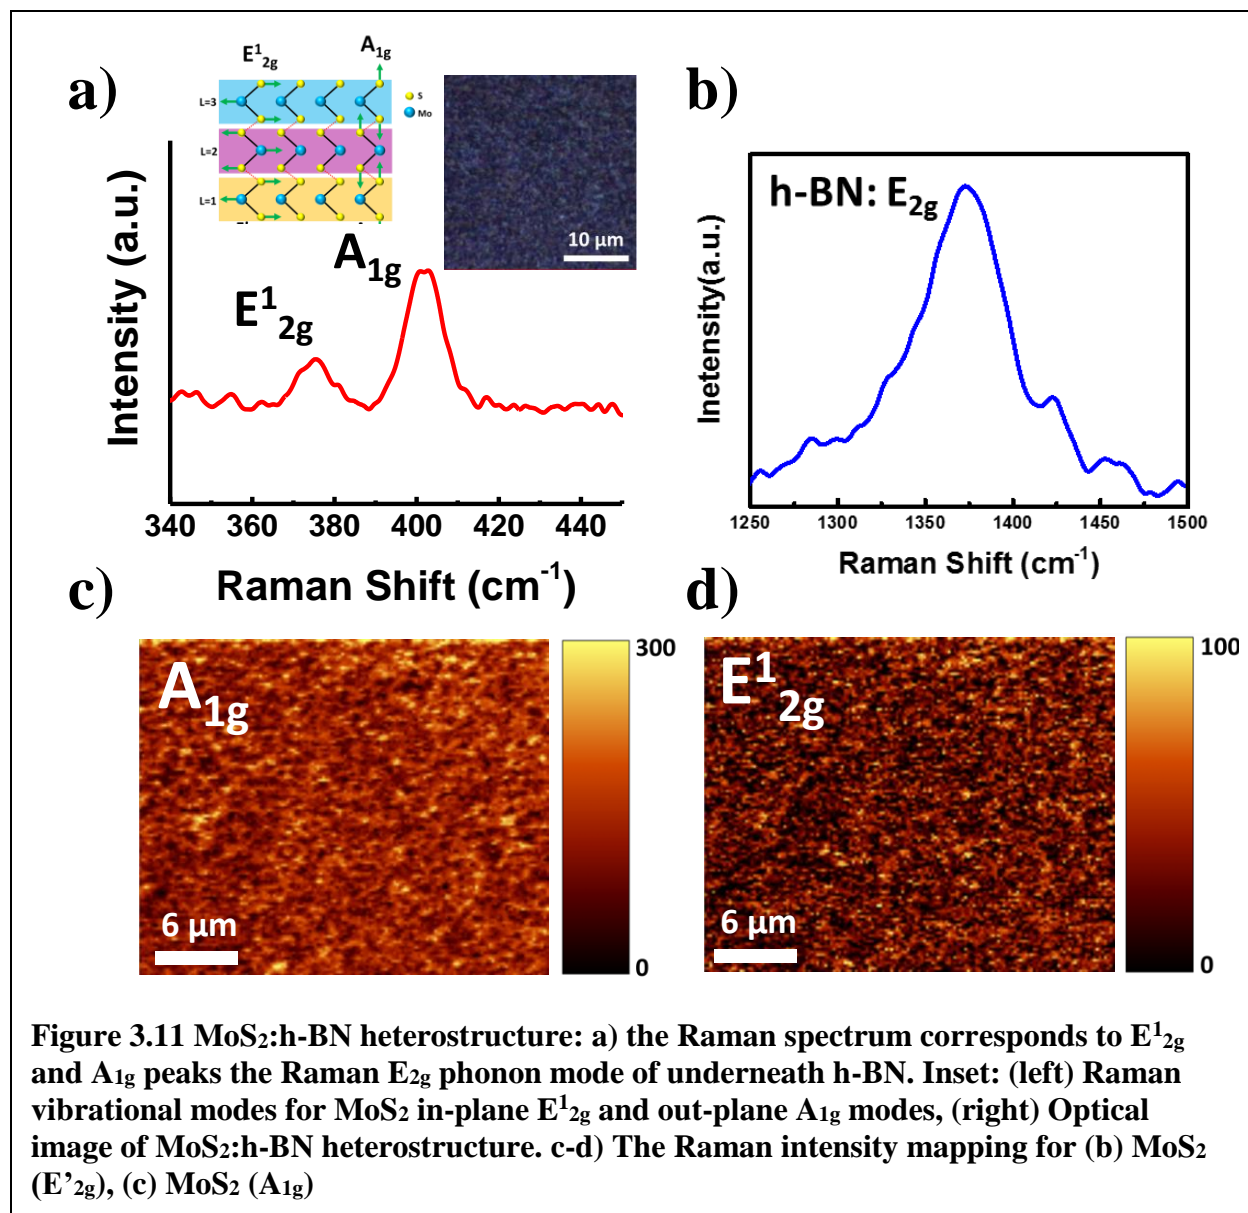 a)
E¹₂g
A₁g
L=3
L=2
L=1
S
Mo
10 µm
Intensity (a.u.)
E¹₂g
A₁g
340 360 380 400 420 440
Raman Shift (cm⁻¹)
b)
h-BN: E₂g
Inetensity(a.u.)
1250 1300 1350 1400 1450 1500
Raman Shift (cm⁻¹)
c)
A₁g
6 µm
300
0
d)
E¹₂g
6 µm
100
0
Figure 3.11 MoS₂:h-BN heterostructure: a) the Raman spectrum corresponds to E¹₂g
and A₁g peaks the Raman E₂g phonon mode of underneath h-BN. Inset: (left) Raman
vibrational modes for MoS₂ in-plane E¹₂g and out-plane A₁g modes, (right) Optical
image of MoS₂:h-BN heterostructure. c-d) The Raman intensity mapping for (b) MoS₂
(E’₂g), (c) MoS₂ (A₁g)